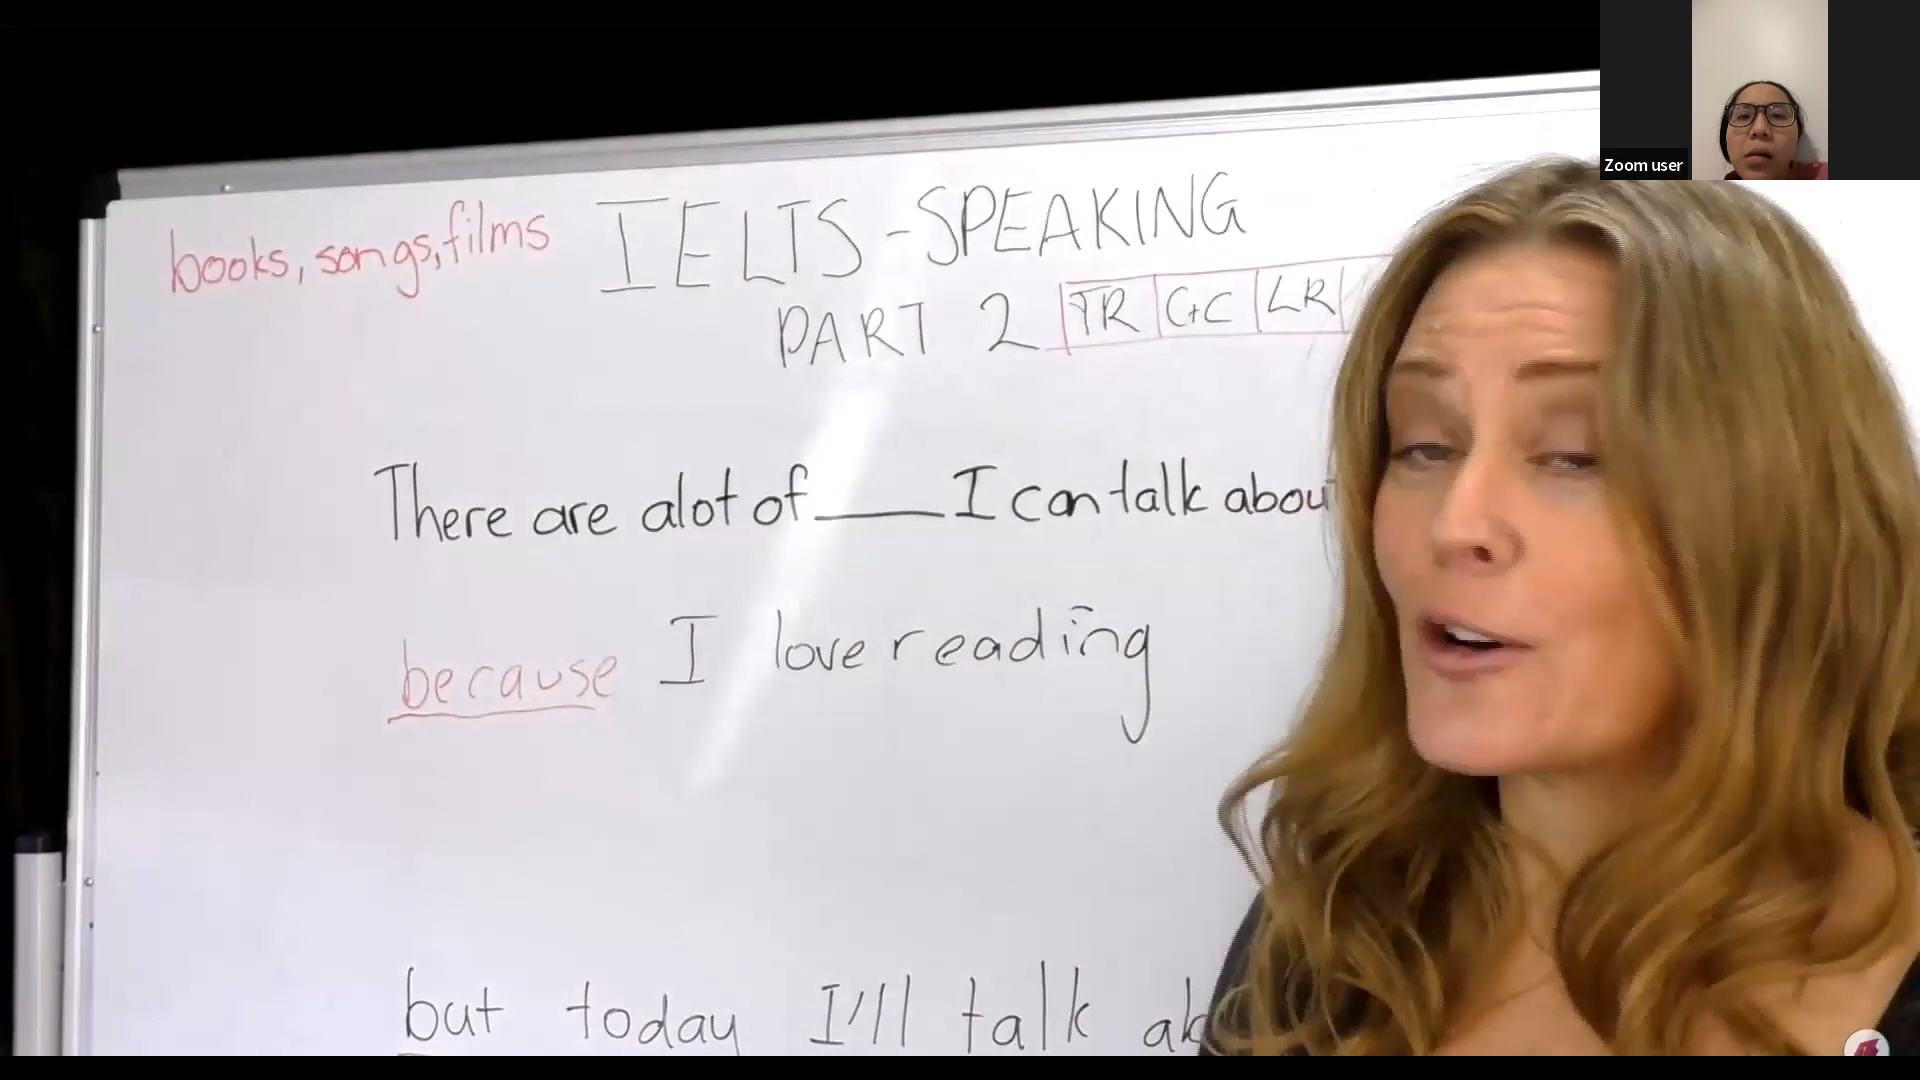 Zoom user
books, songs, films
IELTS-SPEAKING
PART 2 TR GC LR
There are alot of ____ I can talk about
because I love reading
but today I'll talk